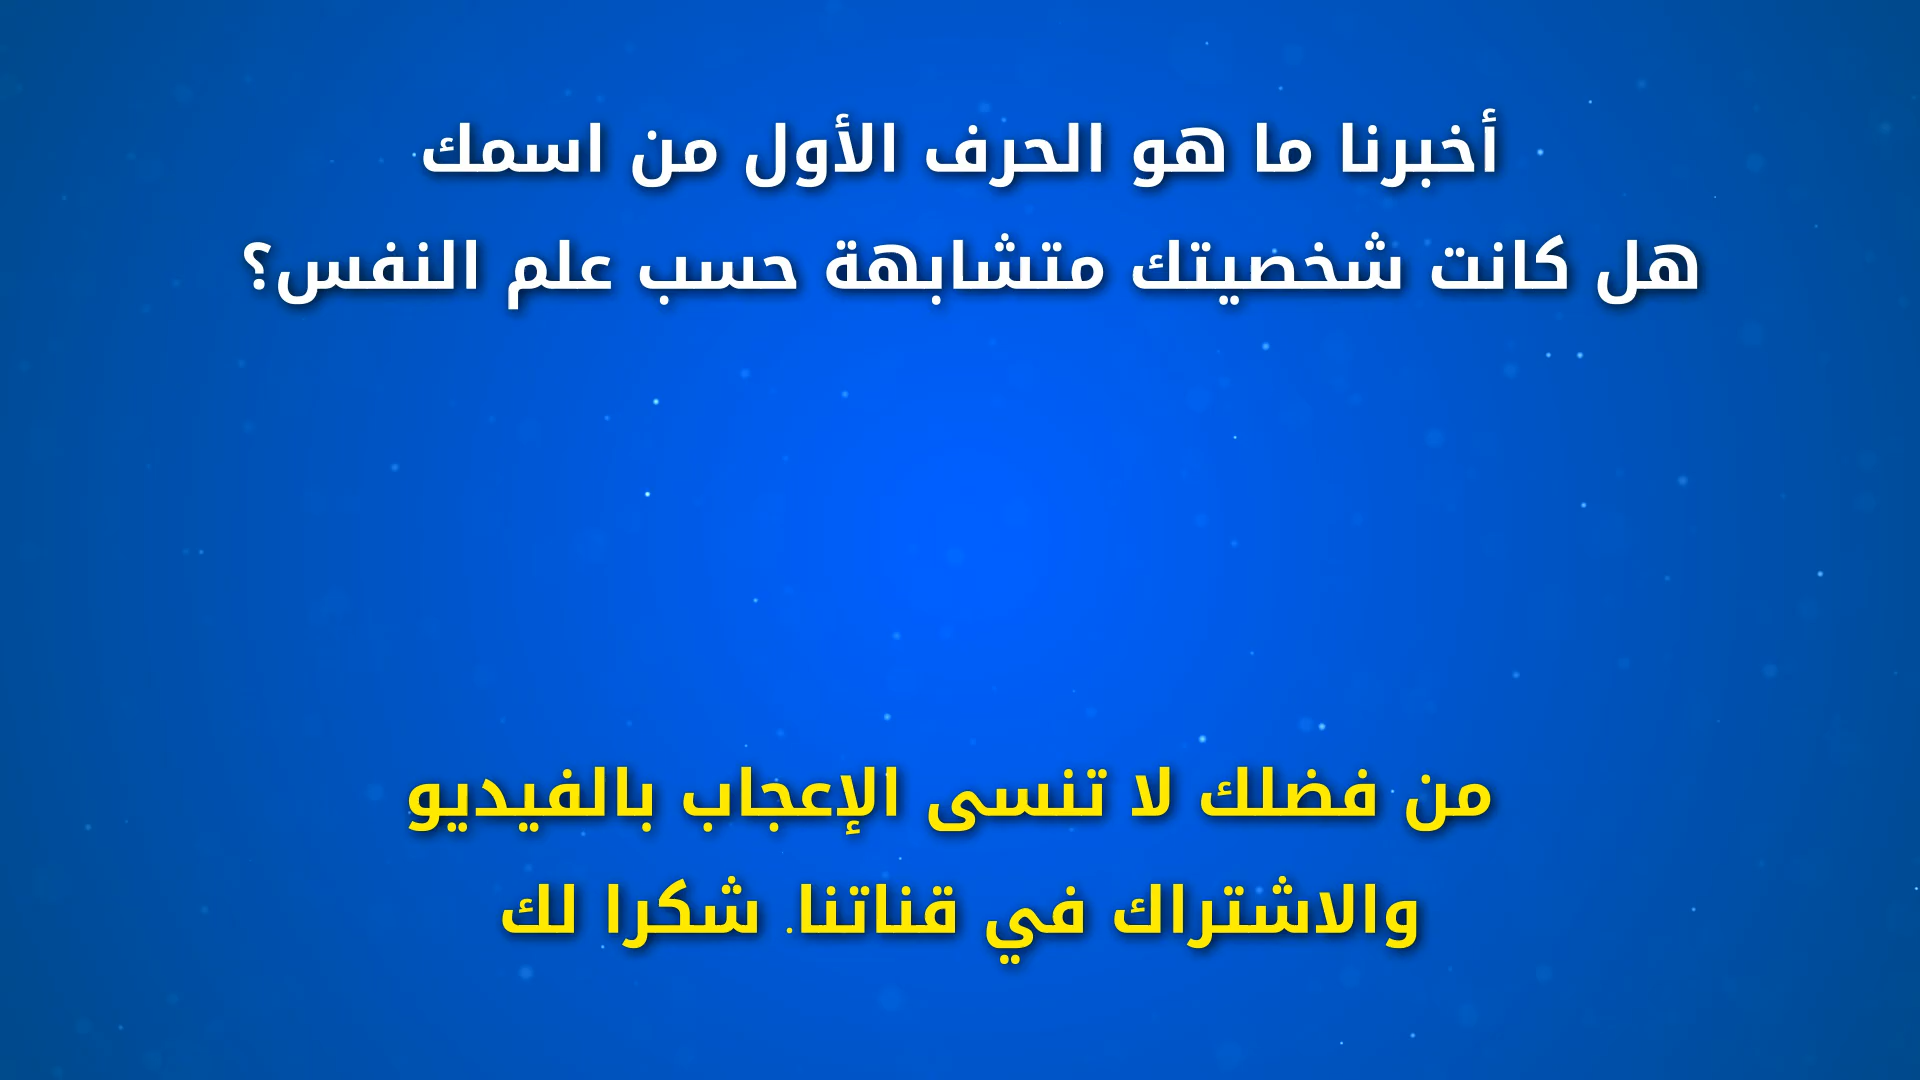 أخبرنا ما هو الحرف الأول من اسمك
هل كانت شخصيتك متشابهة حسب علم النفس؟
من فضلك لا تنسى الإعجاب بالفيديو
والاشتراك في قناتنا. شكرا لك